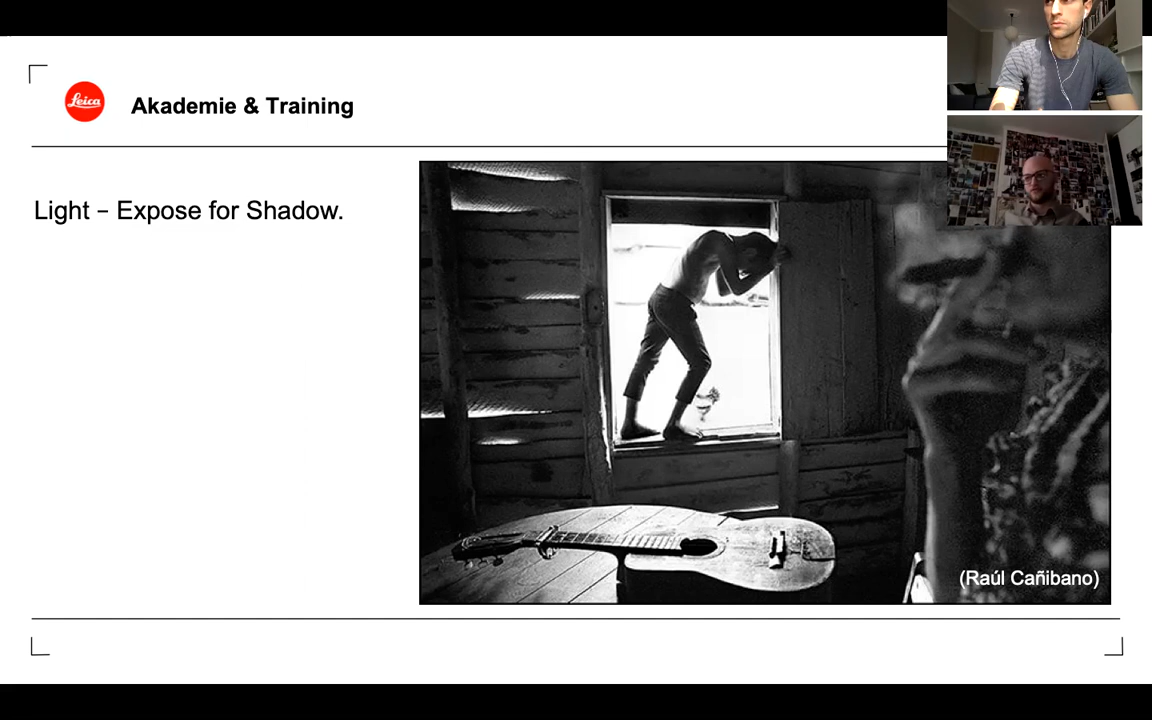 Leica
Akademie & Training
Light – Expose for Shadow.
(Raúl Cañibano)